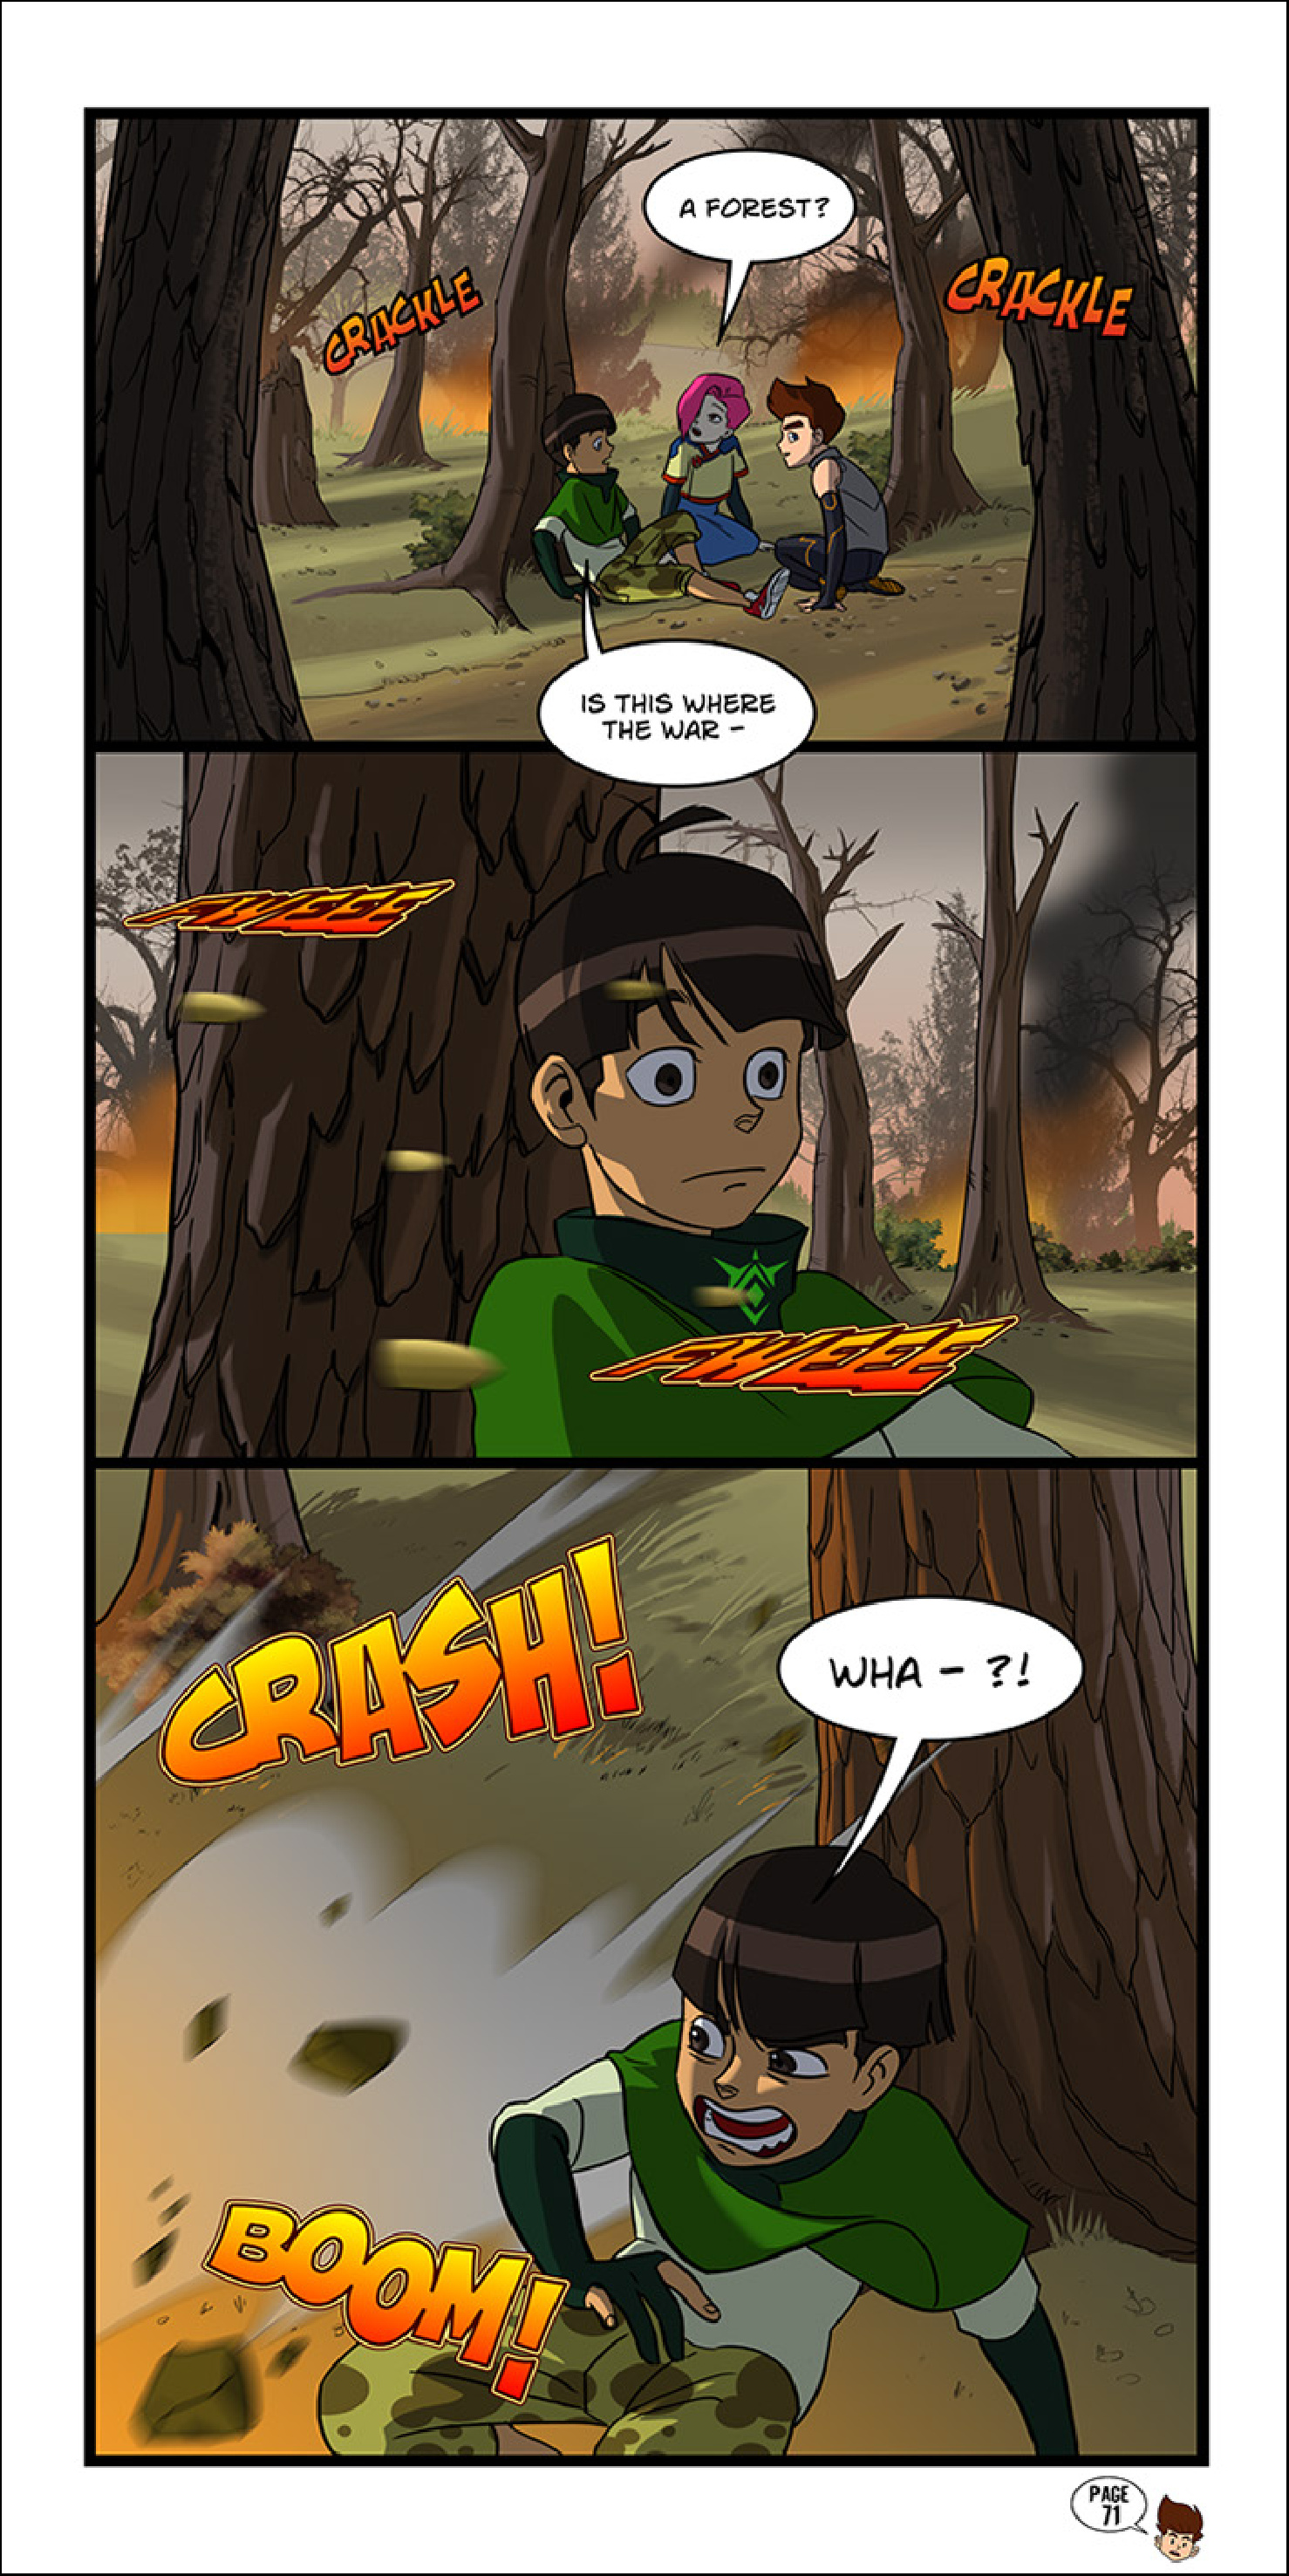 A FOREST?
CRACKLE
CRACKLE
IS THIS WHERE
THE WAR -
FWEEE
FWEEE
CRASH!
WHA - ?!
BOOM!
PAGE
71